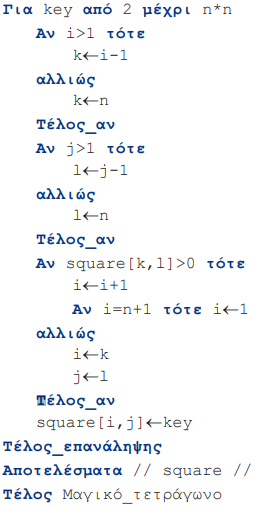 Για key από 2 μέχρι n*n
Αν i>1 τότε
k←i-1
αλλιώς
k←n
Τέλος_αν
Αν j>1 τότε
l←j-1
αλλιώς
l←n
Τέλος_αν
Αν square[k,l]>0 τότε
i←i+1
Αν i=n+1 τότε i←1
αλλιώς
i←k
j←l
Τέλος_αν
square[i,j]←key
Τέλος_επανάληψης
Αποτελέσματα // square //
Τέλος Μαγικό_τετράγωνο